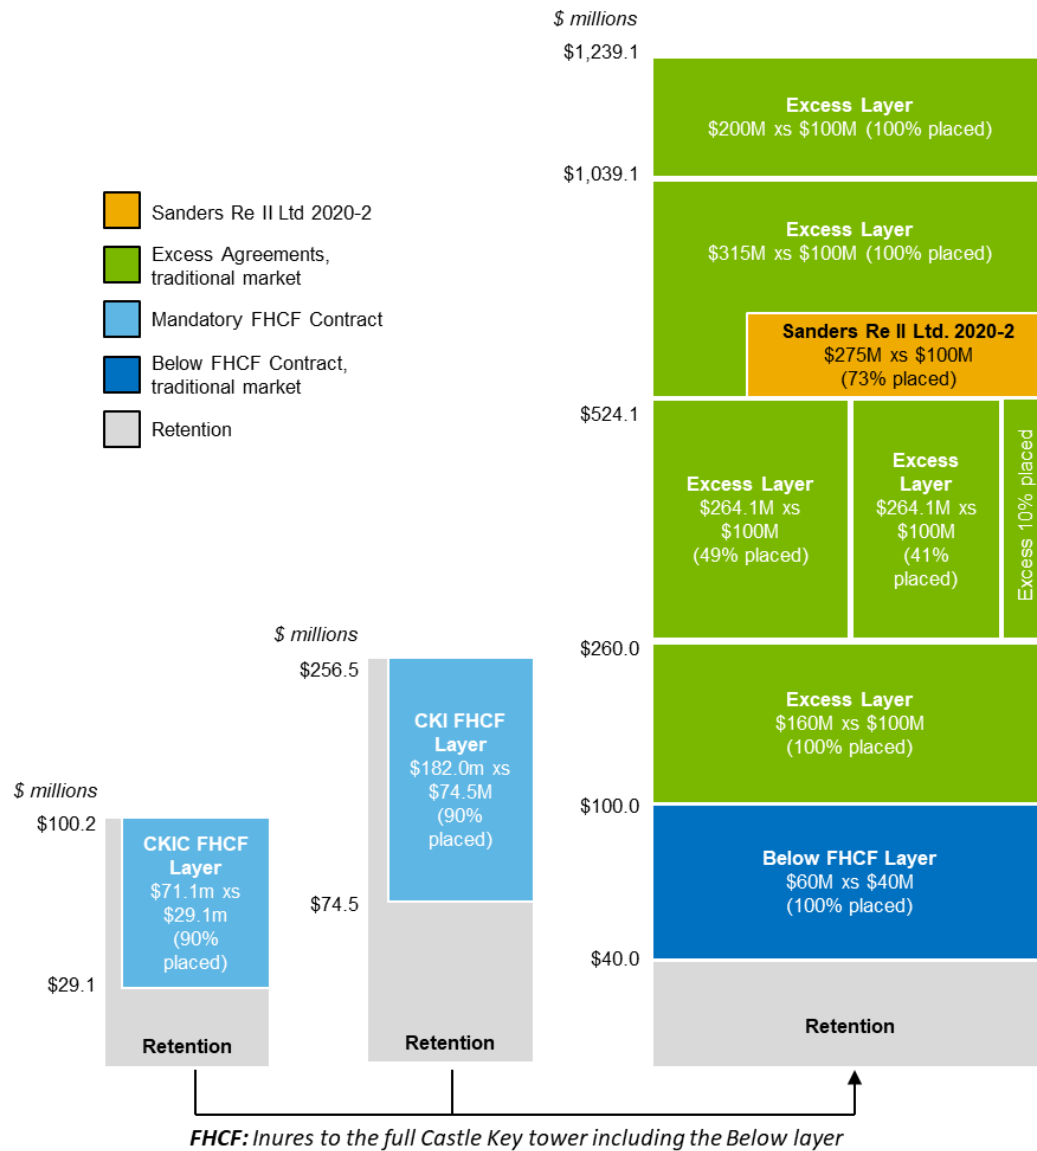 $ millions
$1,239.1
Excess Layer
$200M xs $100M (100% placed)
$1,039.1
Excess Layer
$315M xs $100M (100% placed)
Sanders Re II Ltd. 2020-2
$275M xs $100M
(73% placed)
$524.1
Excess Layer
$264.1M xs
$100M
(49% placed)
Excess
Layer
$264.1M xs
$100M
(41%
placed)
Excess 10% placed
$260.0
Excess Layer
$160M xs $100M
(100% placed)
$100.0
Below FHCF Layer
$60M xs $40M
(100% placed)
$40.0
Retention
Sanders Re II Ltd 2020-2
Excess Agreements,
traditional market
Mandatory FHCF Contract
Below FHCF Contract,
traditional market
Retention
$ millions
$256.5
CKI FHCF
Layer
$182.0m xs
$74.5M
(90%
placed)
$74.5
Retention
$ millions
$100.2
CKIC FHCF
Layer
$71.1m xs
$29.1m
(90%
placed)
$29.1
Retention
FHCF: Inures to the full Castle Key tower including the Below layer